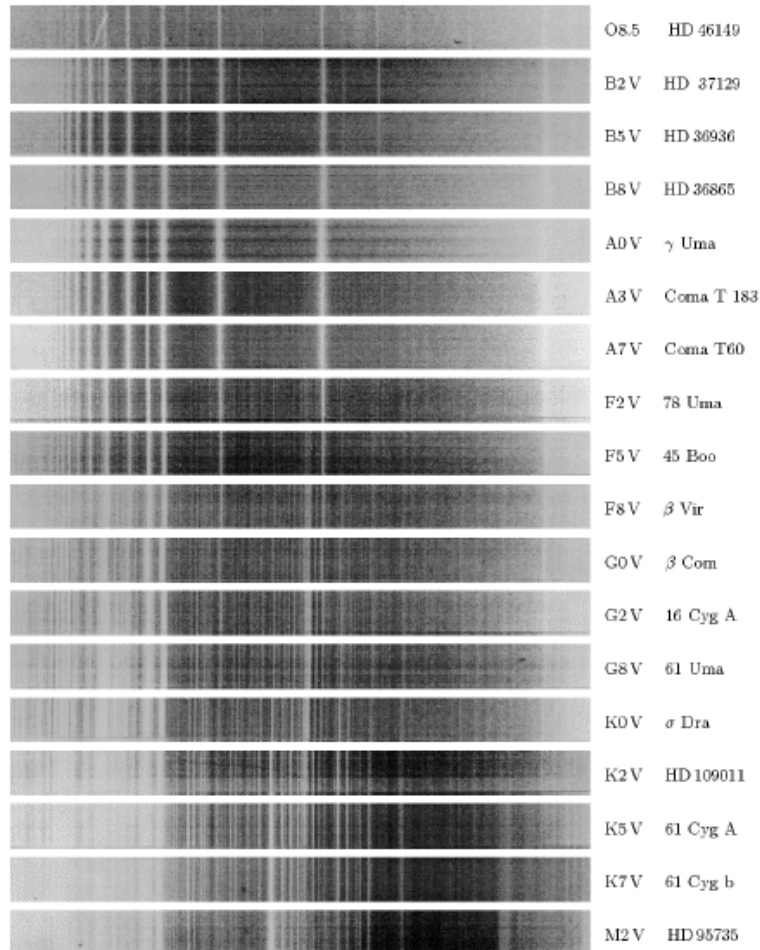 O8.5 HD 46149
B2 V HD 37129
B5 V HD 36936
B8 V HD 36865
A0 V γ Uma
A3 V Coma T 183
A7 V Coma T60
F2 V 78 Uma
F5 V 45 Boo
F8 V β Vir
G0 V β Com
G2 V 16 Cyg A
G8 V 61 Uma
K0 V σ Dra
K2 V HD 109011
K5 V 61 Cyg A
K7 V 61 Cyg b
M2 V HD 95735